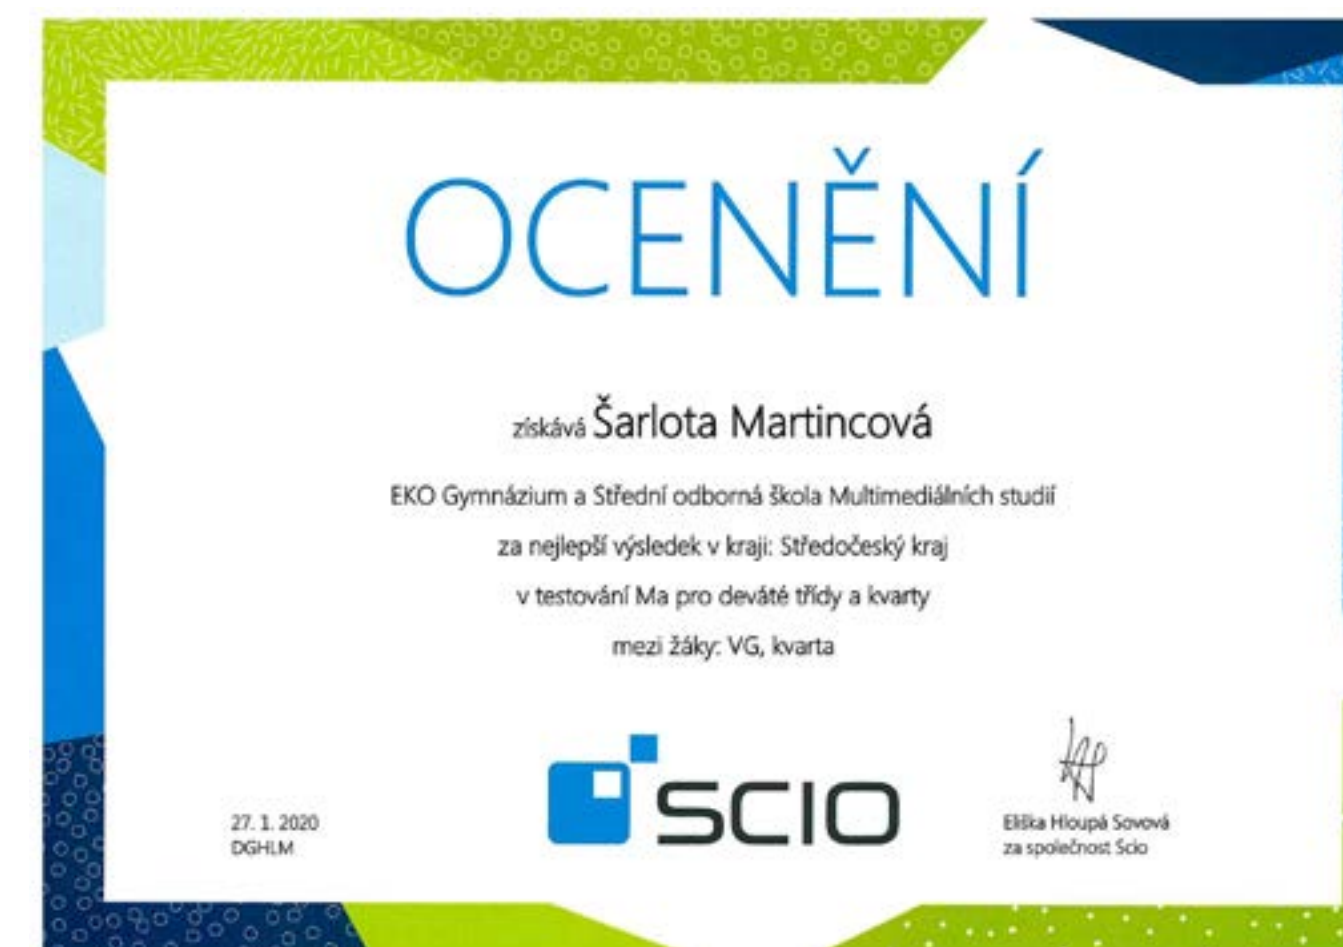 OCENĚNÍ
získává Šarlota Martincová
EKO Gymnázium a Střední odborná škola Multimediálních studií
za nejlepší výsledek v kraji: Středočeský kraj
v testování Ma pro deváté třídy a kvarty
mezi žáky: VG, kvarta
27. 1. 2020
DGHLM
SCIO
Eliška Hloupá Sovová
za společnost Scio